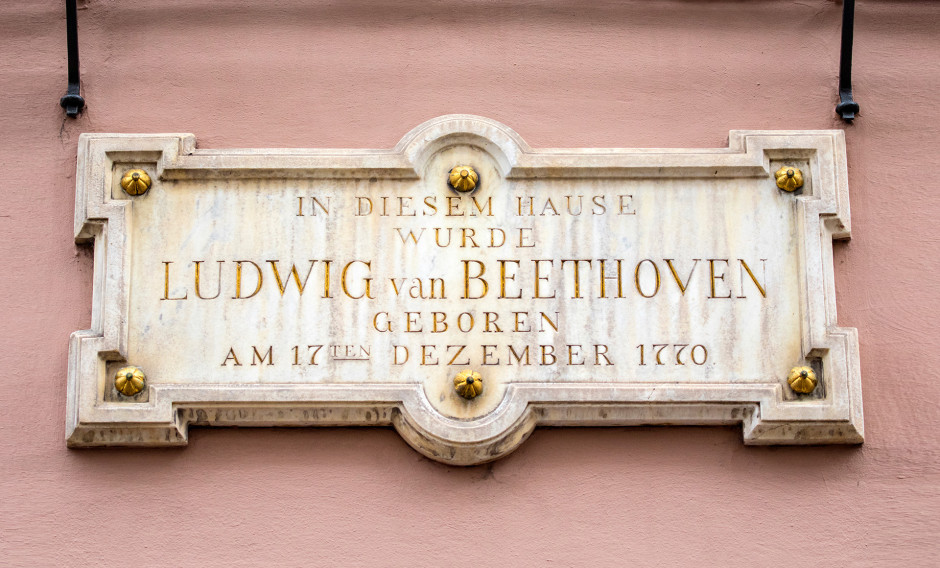 IN DIESEM HAUSE
WURDE
LUDWIG van BEETHOVEN
GEBOREN
AM 17TEN DEZEMBER 1770.